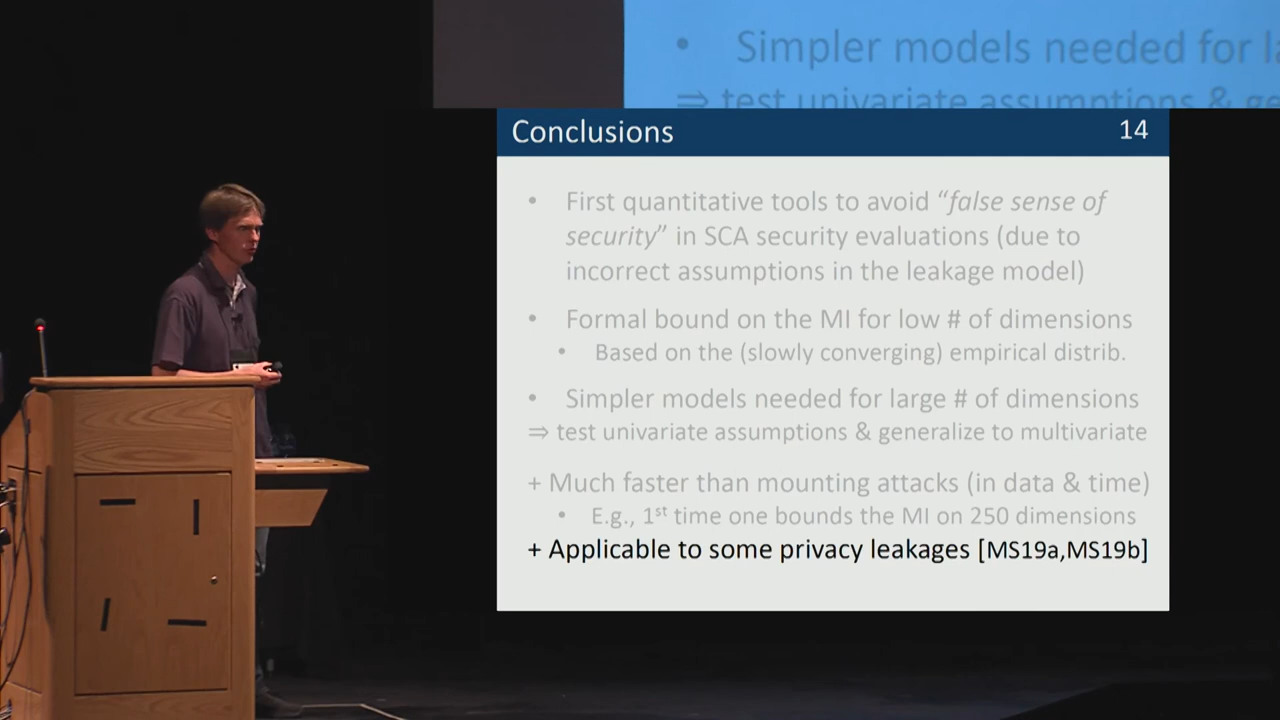 • Simpler models needed for
⇒ test univariate assumptions &
Conclusions 14
• First quantitative tools to avoid “false sense of
security” in SCA security evaluations (due to
incorrect assumptions in the leakage model)
• Formal bound on the MI for low # of dimensions
• Based on the (slowly converging) empirical distrib.
• Simpler models needed for large # of dimensions
⇒ test univariate assumptions & generalize to multivariate
+ Much faster than mounting attacks (in data & time)
• E.g., 1st time one bounds the MI on 250 dimensions
+ Applicable to some privacy leakages [MS19a,MS19b]